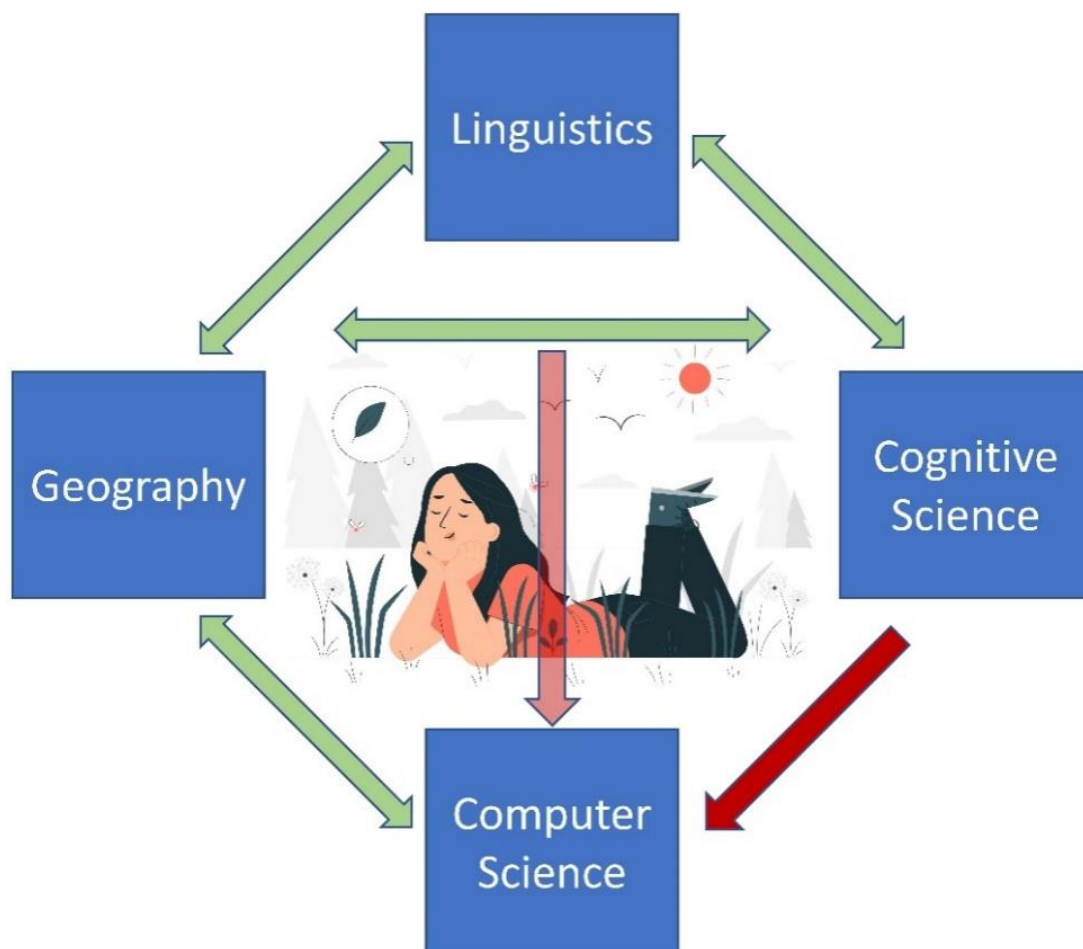 Linguistics
Geography
Cognitive
Science
Computer
Science